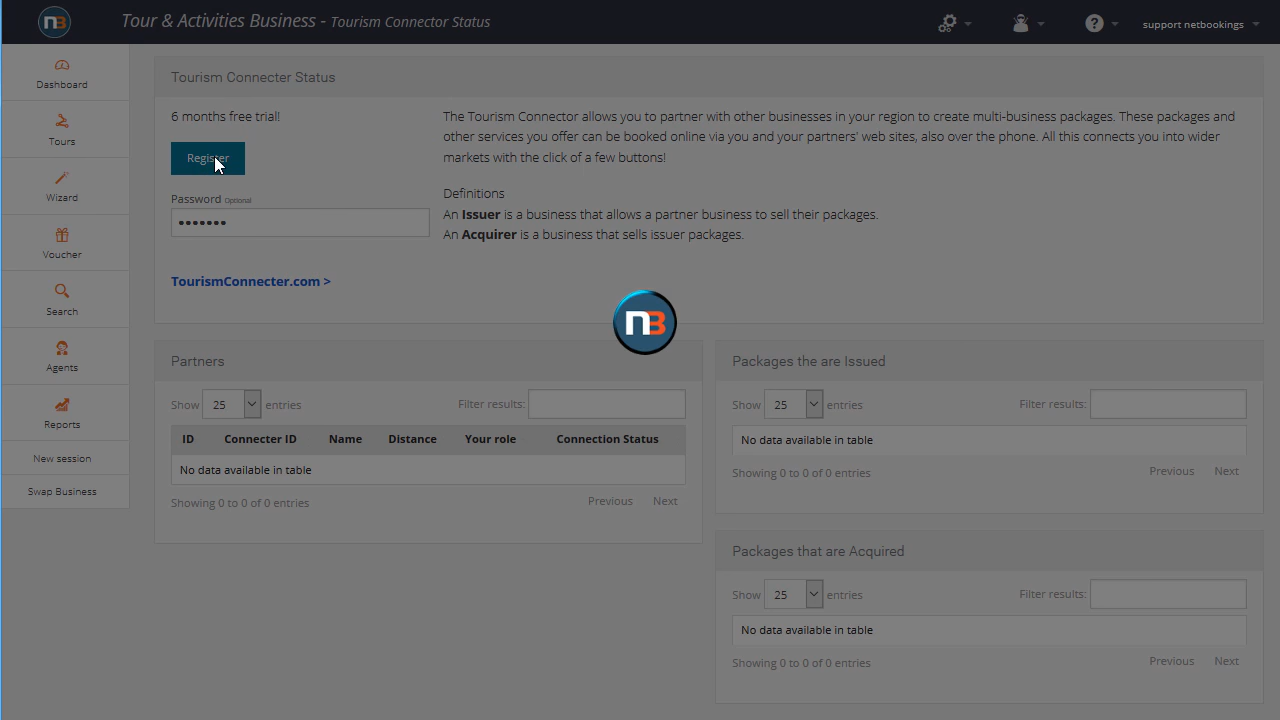 n3
Tour & Activities Business - Tourism Connector Status
?
support netbookings
Dashboard
Tours
Wizard
Voucher
Search
Agents
Reports
New session
Swap Business
Tourism Connecter Status
6 months free trial!
Register
Password Optional
•••••••
TourismConnecter.com >
The Tourism Connector allows you to partner with other businesses in your region to create multi-business packages. These packages and
other services you offer can be booked online via you and your partners' web sites, also over the phone. All this connects you into wider
markets with the click of a few buttons!
Definitions
An Issuer is a business that allows a partner business to sell their packages.
An Acquirer is a business that sells issuer packages.
n3
Partners
Show 25 entries
Filter results:
ID Connecter ID Name Distance Your role Connection Status
No data available in table
Showing 0 to 0 of 0 entries
Previous Next
Packages the are Issued
Show 25 entries
Filter results:
No data available in table
Showing 0 to 0 of 0 entries
Previous Next
Packages that are Acquired
Show 25 entries
Filter results:
No data available in table
Showing 0 to 0 of 0 entries
Previous Next